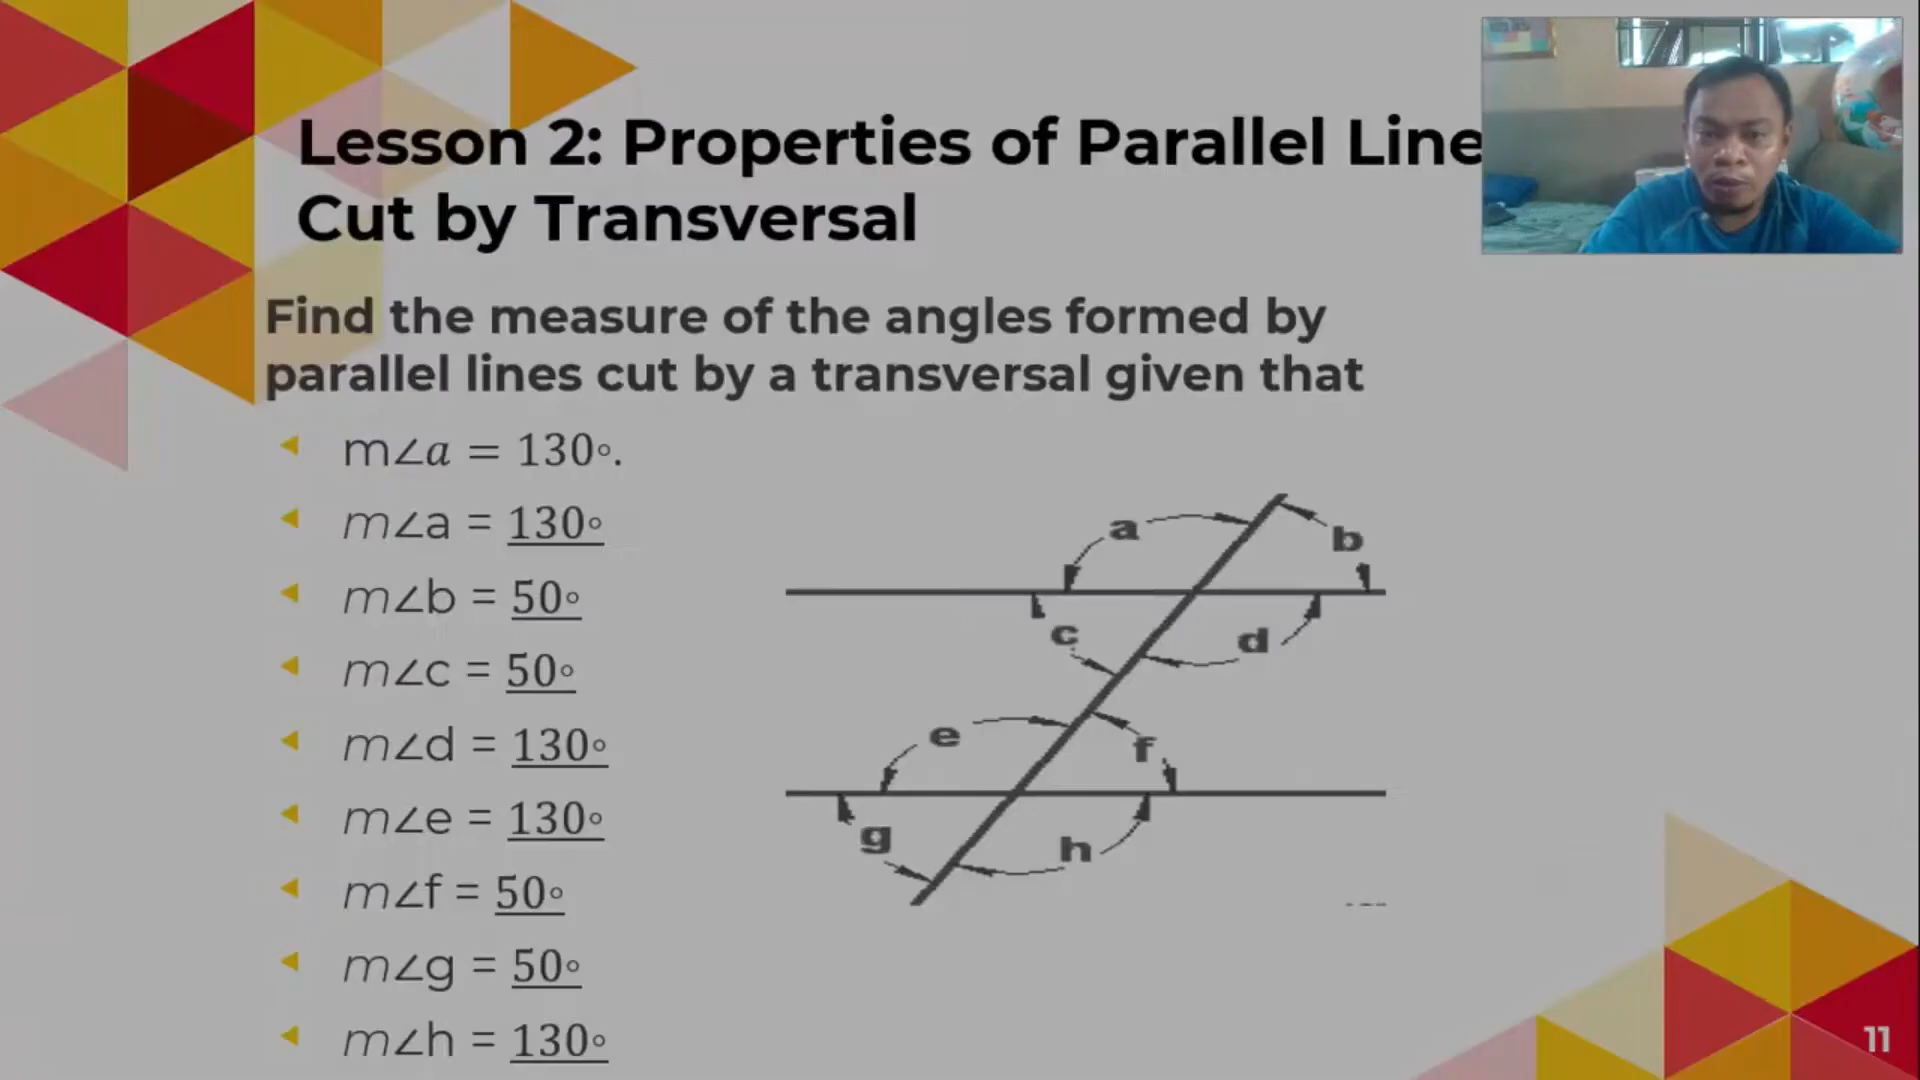 Lesson 2: Properties of Parallel Line
Cut by Transversal
Find the measure of the angles formed by
parallel lines cut by a transversal given that
m∠a = 130°.
m∠a = 130°
m∠b = 50°
m∠c = 50°
m∠d = 130°
m∠e = 130°
m∠f = 50°
m∠g = 50°
m∠h = 130°
a
b
c
d
e
f
g
h
11